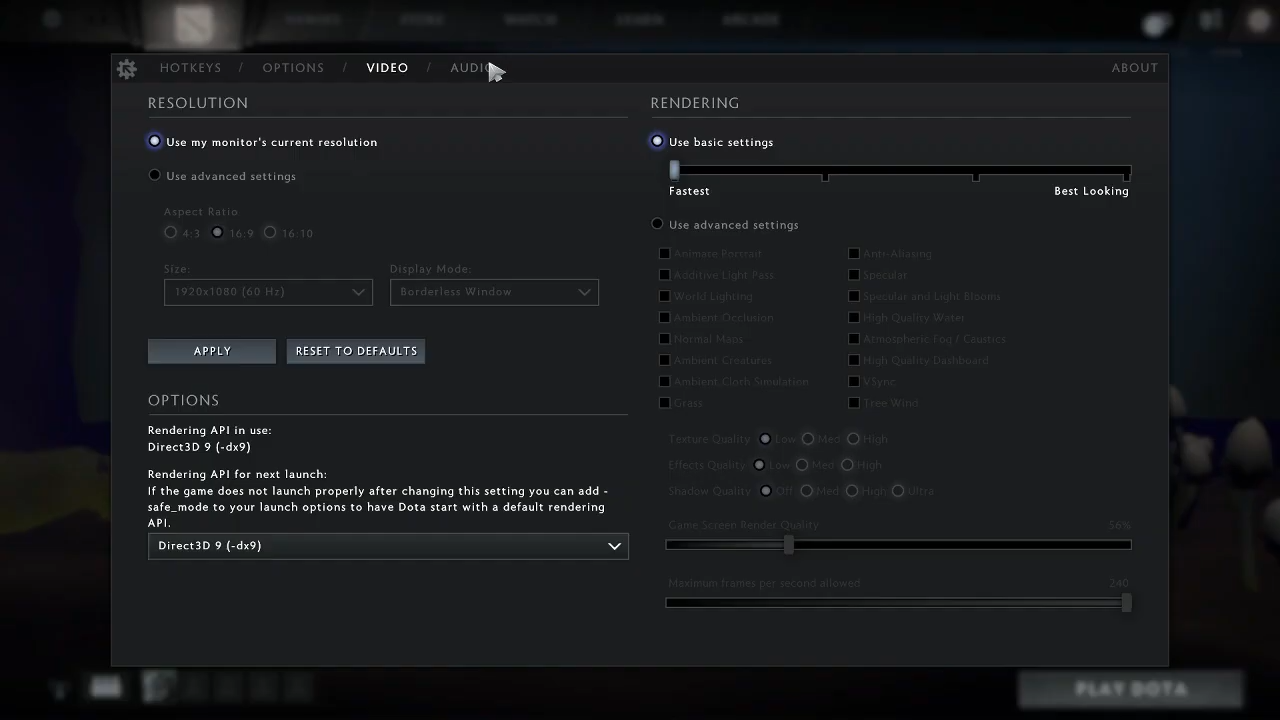 HOTKEYS / OPTIONS / VIDEO / AUDIO ABOUT
RESOLUTION
Use my monitor's current resolution
Use advanced settings
Aspect Ratio
4:3 16:9 16:10
Size: Display Mode:
1920x1080 (60 Hz) Borderless Window
APPLY RESET TO DEFAULTS
OPTIONS
Rendering API in use:
Direct3D 9 (-dx9)
Rendering API for next launch:
If the game does not launch properly after changing this setting you can add -
safe_mode to your launch options to have Dota start with a default rendering
API.
Direct3D 9 (-dx9)
RENDERING
Use basic settings
Fastest Best Looking
Use advanced settings
Animate Portrait Anti-Aliasing
Additive Light Pass Specular
World Lighting Specular and Light Blooms
Ambient Occlusion High Quality Water
Normal Maps Atmospheric Fog / Caustics
Ambient Creatures High Quality Dashboard
Ambient Cloth Simulation VSync
Grass Tree Wind
Texture Quality Low Med High
Effects Quality Low Med High
Shadow Quality Off Med High Ultra
Game Screen Render Quality 56%
Maximum frames per second allowed 240
PLAY DOTA